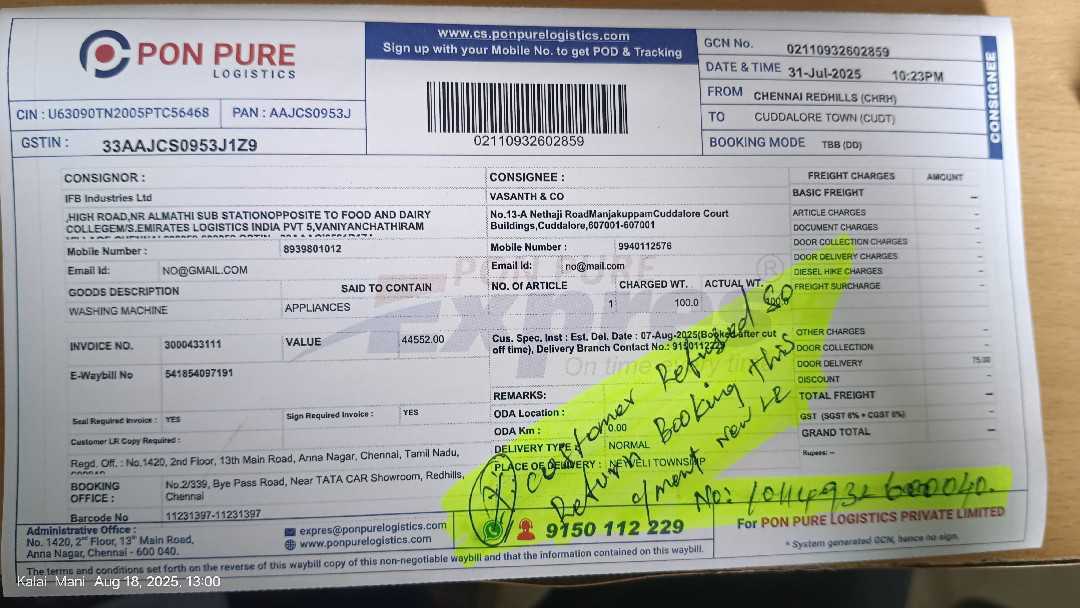 PON PURE
LOGISTICS
www.cs.ponpurelogistics.com
Sign up with your Mobile No. to get POD & Tracking
GCN No. 02110932602859
DATE & TIME 31-Jul-2025 10:23PM
FROM CHENNAI REDHILLS (CHRH)
TO CUDDALORE TOWN (CUDT)
BOOKING MODE TBB (DD)
CONSIGNEE
CIN : U63090TN2005PTC56468 PAN : AAJCS0953J
GSTIN : 33AAJCS0953J1Z9
02110932602859
CONSIGNOR :
IFB Industries Ltd
,HIGH ROAD,NR ALMATHI SUB STATIONOPPOSITE TO FOOD AND DAIRY
COLLEGEM/S.EMIRATES LOGISTICS INDIA PVT 5,VANIYANCHATHIRAM
Mobile Number : 8939801012
Email Id: NO@GMAIL.COM
CONSIGNEE :
VASANTH & CO
No.13-A Nethaji RoadManjakuppamCuddalore Court
Buildings,Cuddalore,607001-607001
Mobile Number : 9940112576
Email Id: no@mail.com
GOODS DESCRIPTION SAID TO CONTAIN
WASHING MACHINE APPLIANCES
NO. OF ARTICLE CHARGED WT. ACTUAL WT.
1 100.0 100.0
INVOICE NO. 3000433111 VALUE 44552.00
E-Waybill No 541854097191
Seal Required Invoice : YES Sign Required Invoice : YES
Customer LR Copy Required :
Cus. Spec. Inst : Est. Del. Date : 07-Aug-2025(Booked after cut
off time), Delivery Branch Contact No.: 9150112229
REMARKS:
ODA Location :
ODA Km : 0.00
DELIVERY TYPE : NORMAL
PLACE OF DELIVERY : NEYVELI TOWNSHIP
FREIGHT CHARGES AMOUNT
BASIC FREIGHT –
ARTICLE CHARGES –
DOCUMENT CHARGES –
DOOR COLLECTION CHARGES –
DOOR DELIVERY CHARGES –
DIESEL HIKE CHARGES –
FREIGHT SURCHARGE –
OTHER CHARGES –
DOOR COLLECTION –
DOOR DELIVERY 75.00
DISCOUNT –
TOTAL FREIGHT –
GST (SGST 6% + CGST 6%) –
GRAND TOTAL –
Rupees: --
PON PURE
Express ®
On time every time
Customer Refused so
Return Booking this
c/ment New LR
No: 10114932600040.
Regd. Off. : No.1420, 2nd Floor, 13th Main Road, Anna Nagar, Chennai, Tamil Nadu,
BOOKING OFFICE : No.2/339, Bye Pass Road, Near TATA CAR Showroom, Redhills,
Chennai
Barcode No 11231397-11231397
Administrative Office :
No. 1420, 2nd Floor, 13th Main Road,
Anna Nagar, Chennai - 600 040.
expres@ponpurelogistics.com
www.ponpurelogistics.com
9150 112 229
For PON PURE LOGISTICS PRIVATE LIMITED
* System generated GCN, hence no sign.
The terms and conditions set forth on the reverse of this waybill copy of this non-negotiable waybill and that the information contained on this waybill.
Kalai Mani Aug 18, 2025, 13:00